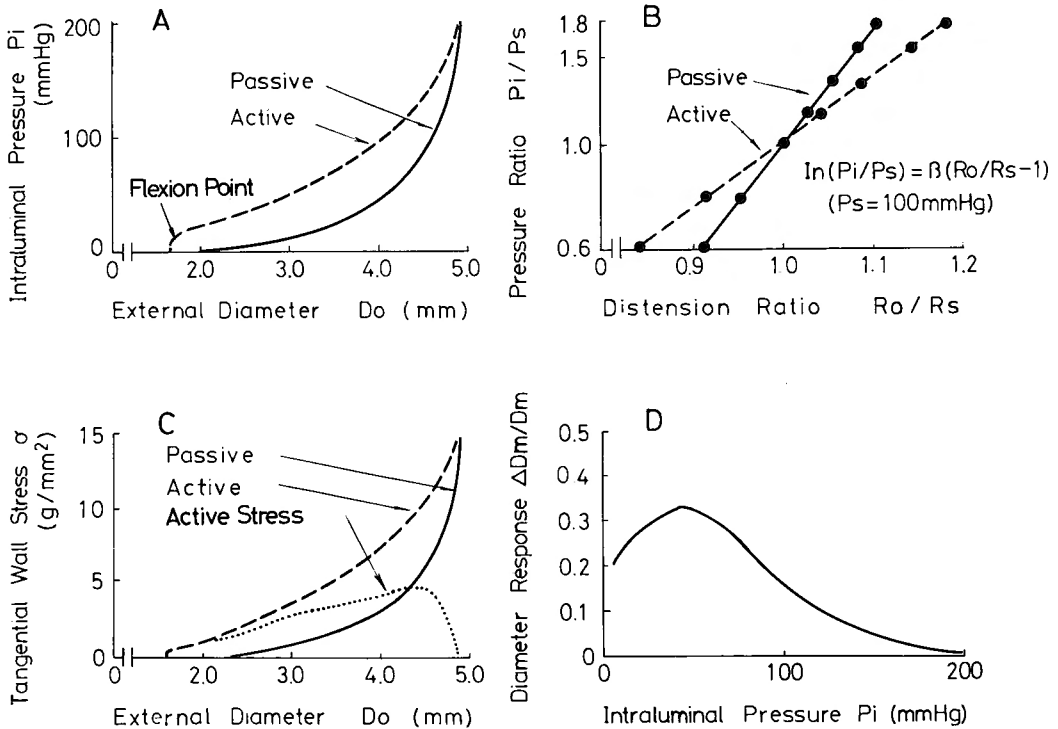 A
Intraluminal Pressure Pi
(mmHg)
200
100
0
Passive
Active
Flexion Point
0 2.0 3.0 4.0 5.0
External Diameter Do (mm)
B
Pressure Ratio Pi/Ps
1.8
1.5
1.0
0.6
Passive
Active
ln(Pi/Ps)=β(Ro/Rs-1)
(Ps=100mmHg)
0 0.9 1.0 1.1 1.2
Distension Ratio Ro/Rs
C
Tangential Wall Stress σ
(g/mm²)
15
10
5
0
Passive
Active
Active Stress
0 2.0 3.0 4.0 5.0
External Diameter Do (mm)
D
Diameter Response ΔDm/Dm
0.5
0.4
0.3
0.2
0.1
0
0 100 200
Intraluminal Pressure Pi (mmHg)